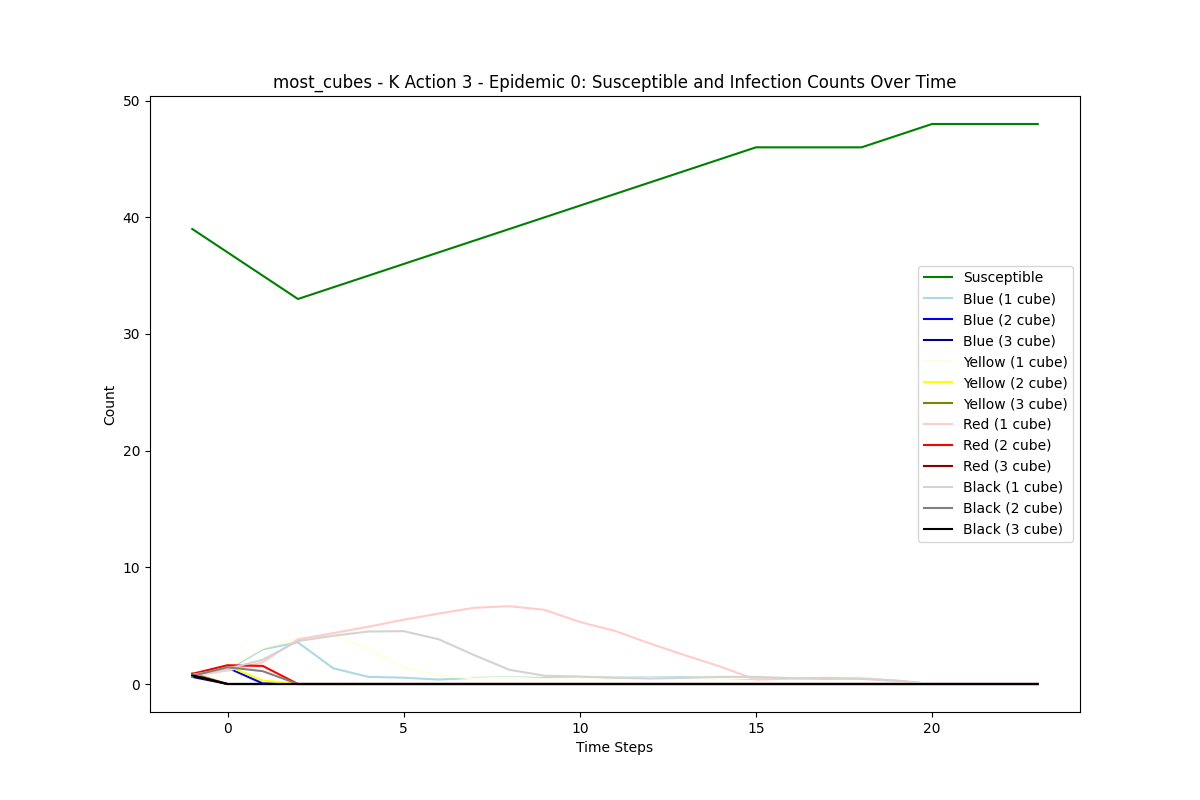 most_cubes - K Action 3 - Epidemic 0: Susceptible and Infection Counts Over Time
50
40
30
20
10
0
Count
Susceptible
Blue (1 cube)
Blue (2 cube)
Blue (3 cube)
Yellow (1 cube)
Yellow (2 cube)
Yellow (3 cube)
Red (1 cube)
Red (2 cube)
Red (3 cube)
Black (1 cube)
Black (2 cube)
Black (3 cube)
0 5 10 15 20
Time Steps